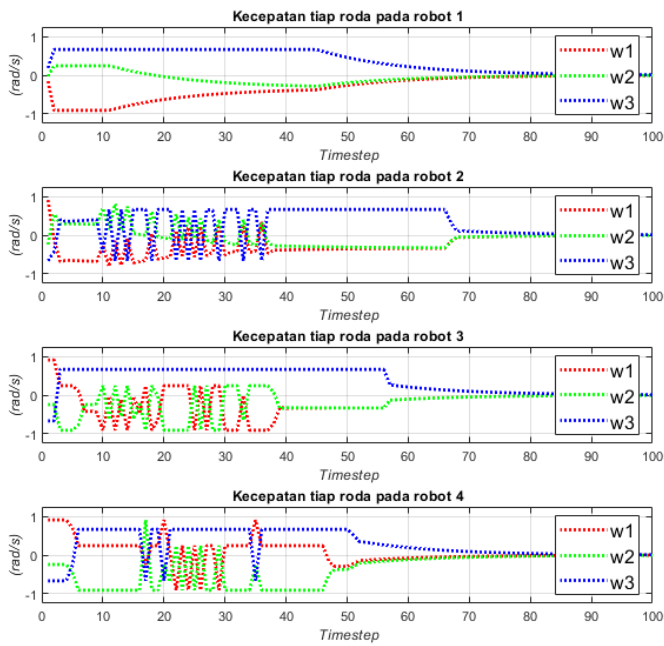 Kecepatan tiap roda pada robot 1
1
0
-1
(rad/s)
w1
w2
w3
0 10 20 30 40 50 60 70 80 90 100
Timestep
Kecepatan tiap roda pada robot 2
1
0
-1
(rad/s)
w1
w2
w3
0 10 20 30 40 50 60 70 80 90 100
Timestep
Kecepatan tiap roda pada robot 3
1
0
-1
(rad/s)
w1
w2
w3
0 10 20 30 40 50 60 70 80 90 100
Timestep
Kecepatan tiap roda pada robot 4
1
0
-1
(rad/s)
w1
w2
w3
0 10 20 30 40 50 60 70 80 90 100
Timestep